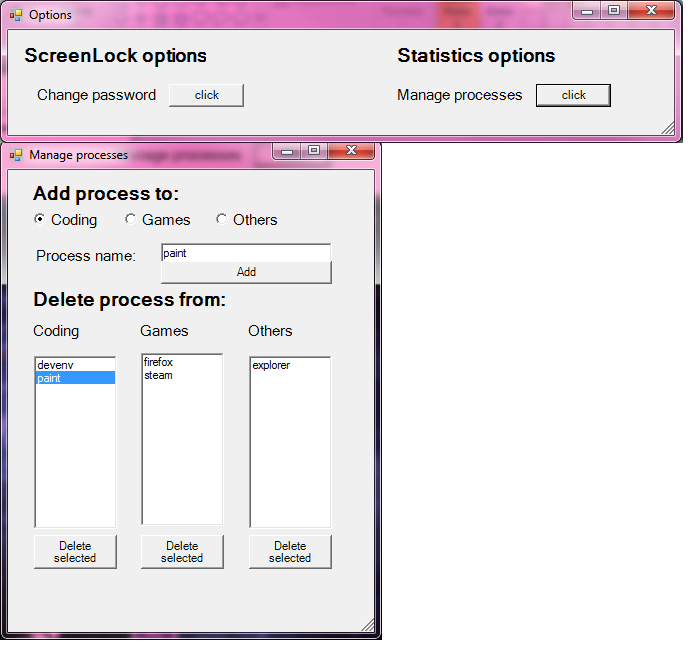 Options
ScreenLock options
Statistics options
Change password click
Manage processes click
Manage processes
Add process to:
Coding Games Others
Process name: paint
Add
Delete process from:
Coding Games Others
devenv
paint
firefox
steam
explorer
Delete selected
Delete selected
Delete selected